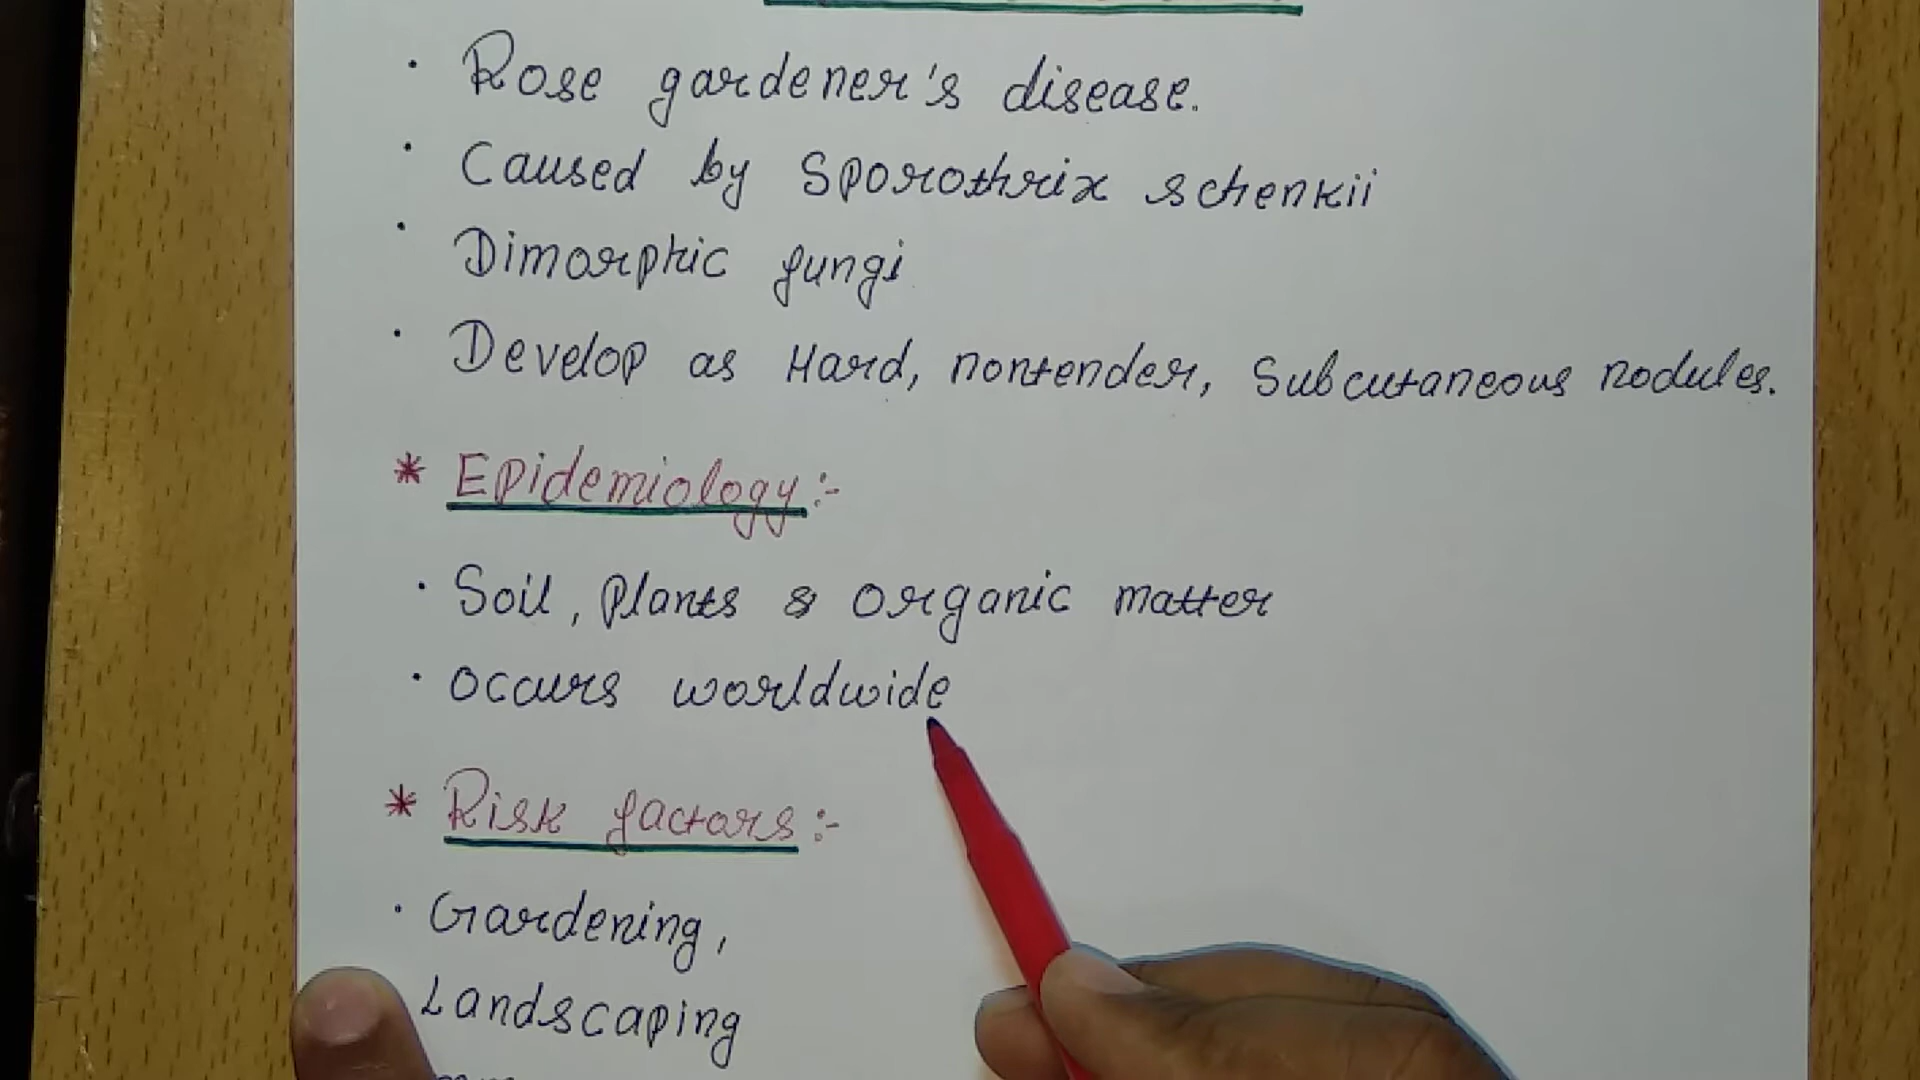 · Rose gardener's disease.
· Caused by Sporothrix schenkii
· Dimorphic fungi
· Develop as Hard, nontender, Subcutaneous nodules.
* Epidemiology:-
· Soil, Plants & Organic matter
· Occurs worldwide
* Risk factors:-
· Gardening,
Landscaping